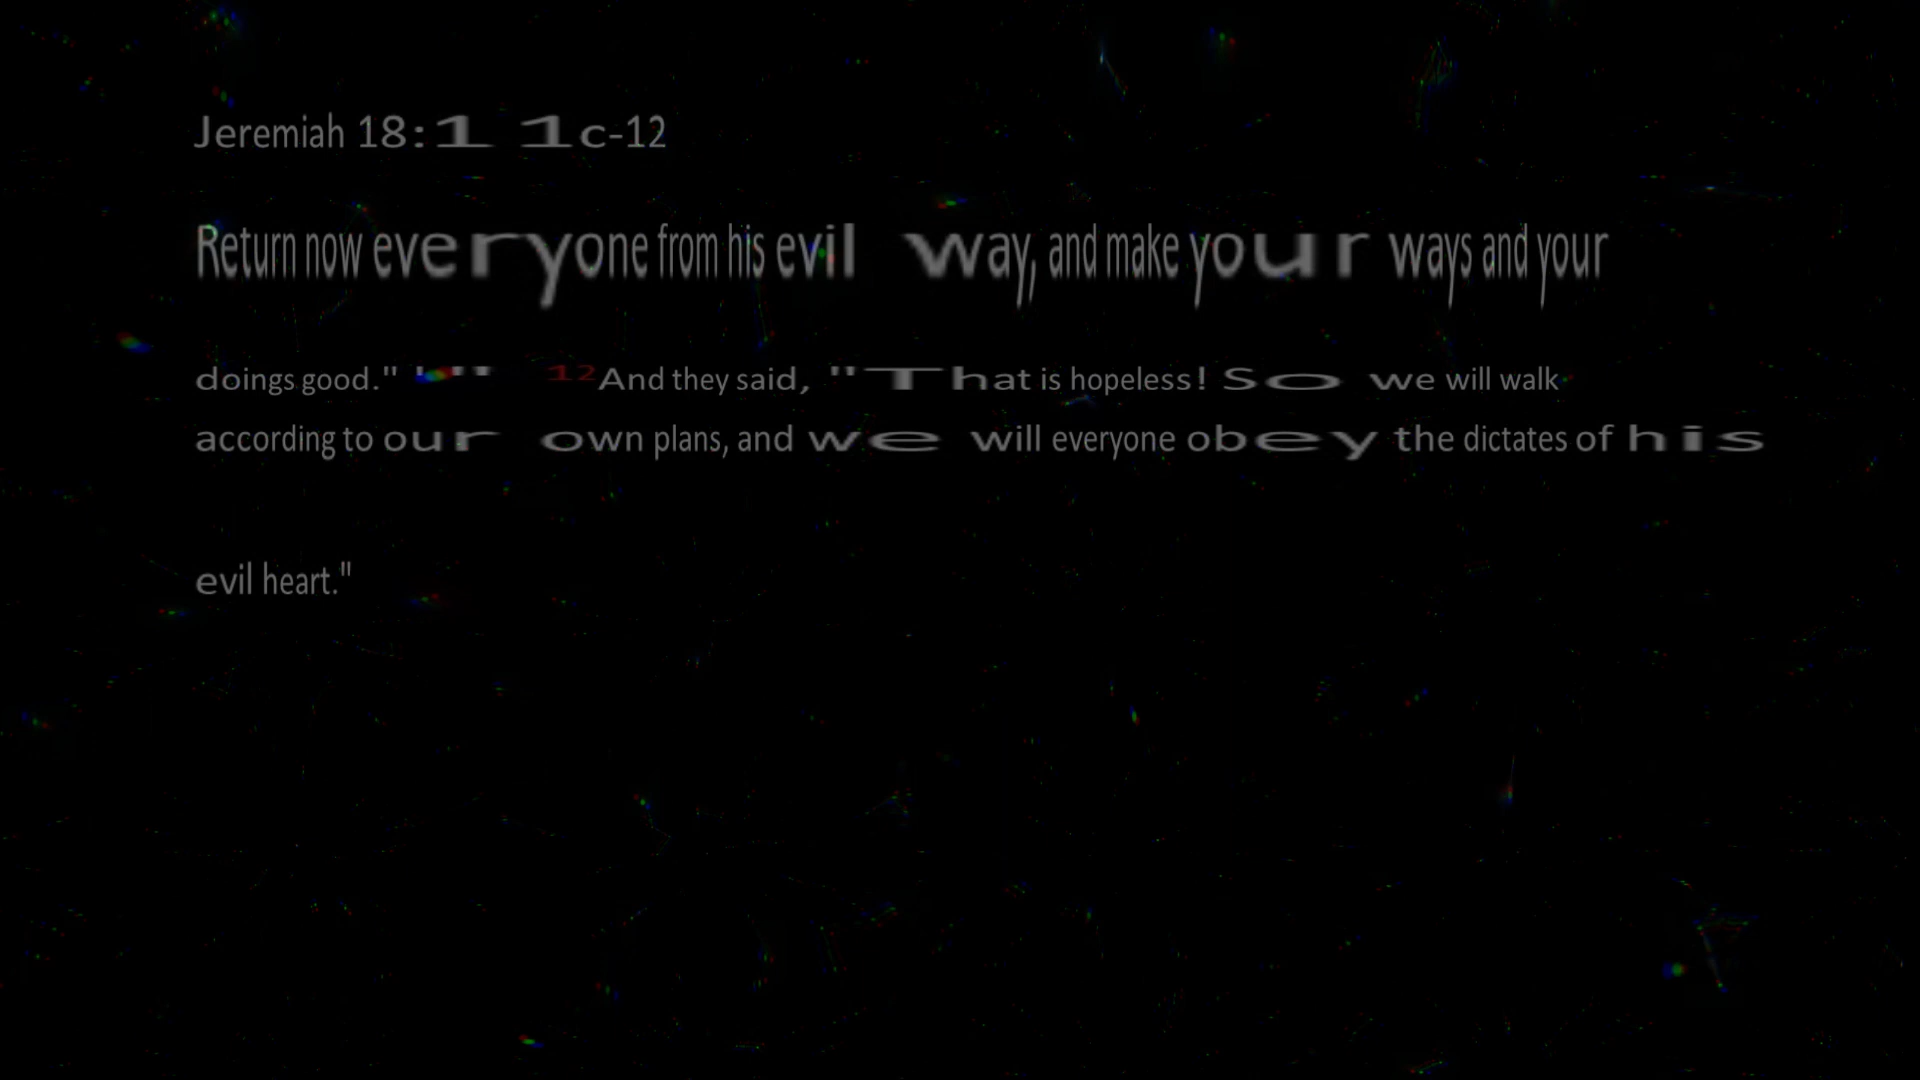 Jeremiah 18:11c-12
Return now everyone from his evil way, and make your ways and your
doings good." ' " 12And they said, "That is hopeless! So we will walk
according to our own plans, and we will everyone obey the dictates of his
evil heart."